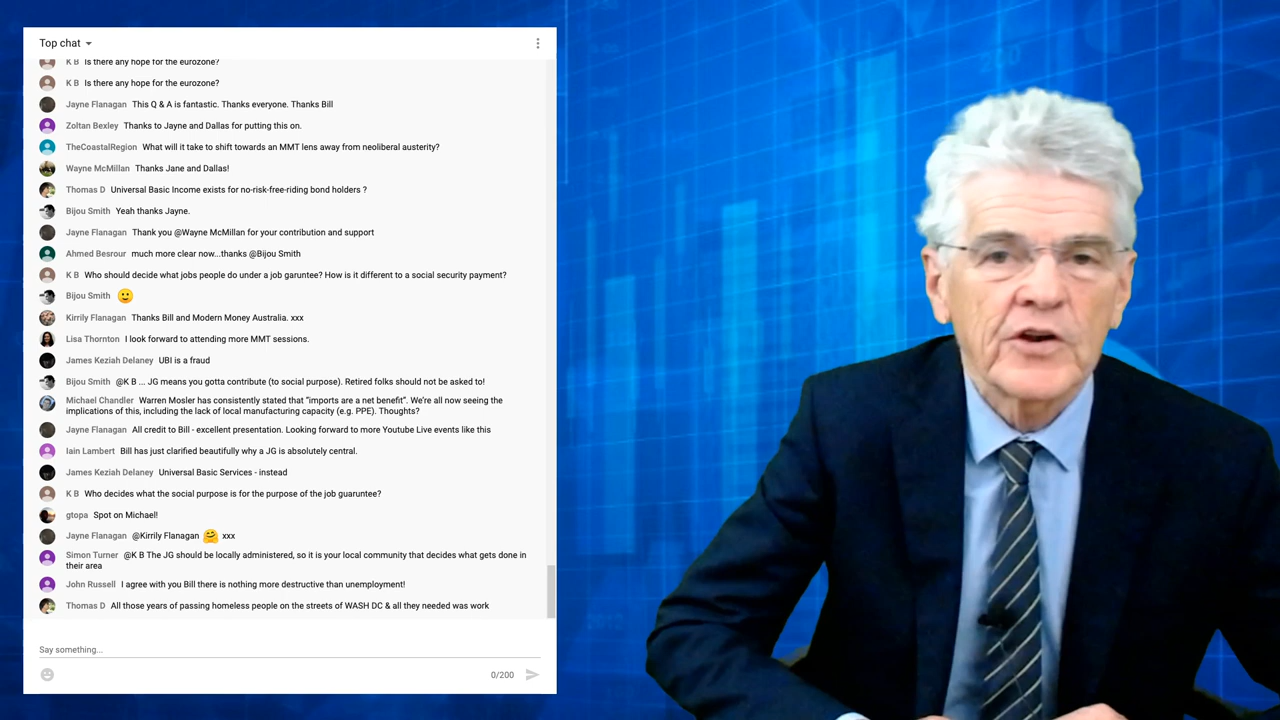 Top chat
K B Is there any hope for the eurozone?
K B Is there any hope for the eurozone?
Jayne Flanagan This Q & A is fantastic. Thanks everyone. Thanks Bill
Zoltan Bexley Thanks to Jayne and Dallas for putting this on.
TheCoastalRegion What will it take to shift towards an MMT lens away from neoliberal austerity?
Wayne McMillan Thanks Jane and Dallas!
Thomas D Universal Basic Income exists for no-risk-free-riding bond holders ?
Bijou Smith Yeah thanks Jayne.
Jayne Flanagan Thank you @Wayne McMillan for your contribution and support
Ahmed Besrour much more clear now...thanks @Bijou Smith
K B Who should decide what jobs people do under a job garuntee? How is it different to a social security payment?
Bijou Smith 🙂
Kirrily Flanagan Thanks Bill and Modern Money Australia. xxx
Lisa Thornton I look forward to attending more MMT sessions.
James Keziah Delaney UBI is a fraud
Bijou Smith @K B ... JG means you gotta contribute (to social purpose). Retired folks should not be asked to!
Michael Chandler Warren Mosler has consistently stated that “imports are a net benefit”. We’re all now seeing the
implications of this, including the lack of local manufacturing capacity (e.g. PPE). Thoughts?
Jayne Flanagan All credit to Bill - excellent presentation. Looking forward to more Youtube Live events like this
Iain Lambert Bill has just clarified beautifully why a JG is absolutely central.
James Keziah Delaney Universal Basic Services - instead
K B Who decides what the social purpose is for the purpose of the job guaruntee?
gtopa Spot on Michael!
Jayne Flanagan @Kirrily Flanagan 🤗 xxx
Simon Turner @K B The JG should be locally administered, so it is your local community that decides what gets done in
their area
John Russell I agree with you Bill there is nothing more destructive than unemployment!
Thomas D All those years of passing homeless people on the streets of WASH DC & all they needed was work
Say something...
0/200